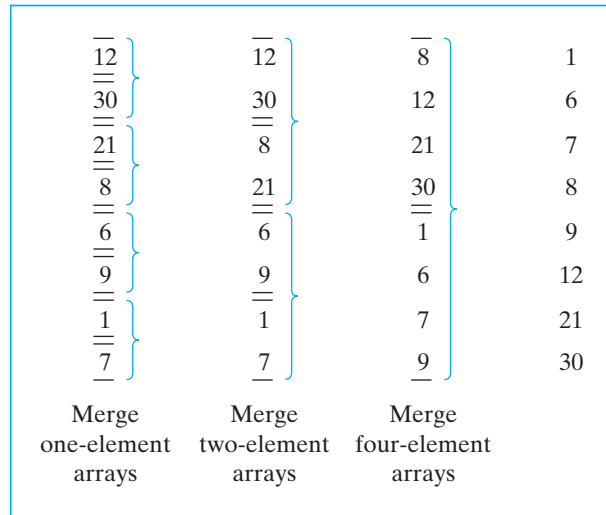 12 12 8 1
30 30 12 6
21 8 21 7
8 21 30 8
6 6 1 9
9 9 6 12
1 1 7 21
7 7 9 30
Merge Merge Merge
one-element two-element four-element
arrays arrays arrays